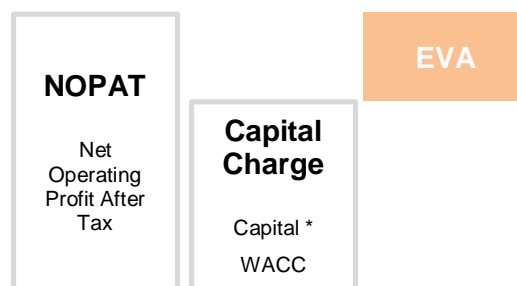 NOPAT
Net
Operating
Profit After
Tax
Capital
Charge
Capital *
WACC
EVA